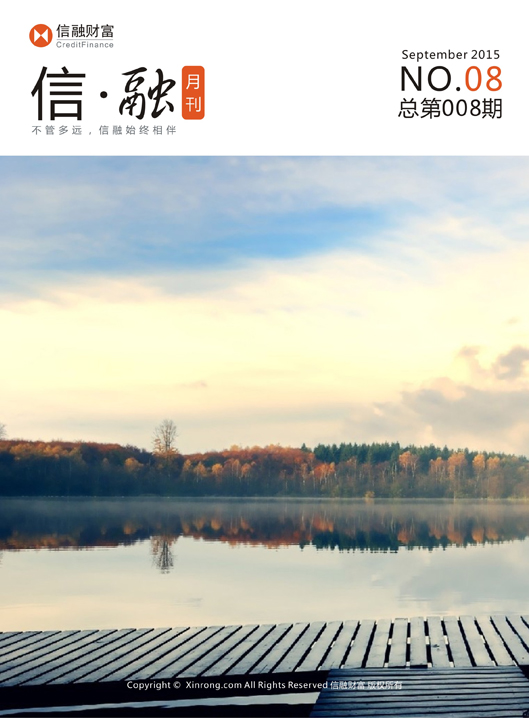 信融财富
CreditFinance
信·融 月刊
不管多远，信融始终相伴
September 2015
NO.08
总第008期
Copyright © Xinrong.com All Rights Reserved 信融财富 版权所有